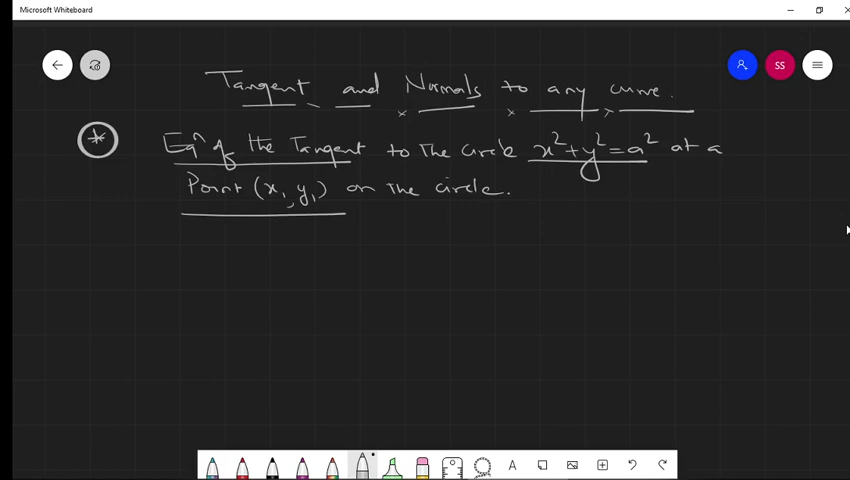 Microsoft Whiteboard
SS
Tangent and Normals to any curve.
Eqn of the Tangent to the circle x²+y²=a² at a
Point (x₁, y₁) on the circle.
A